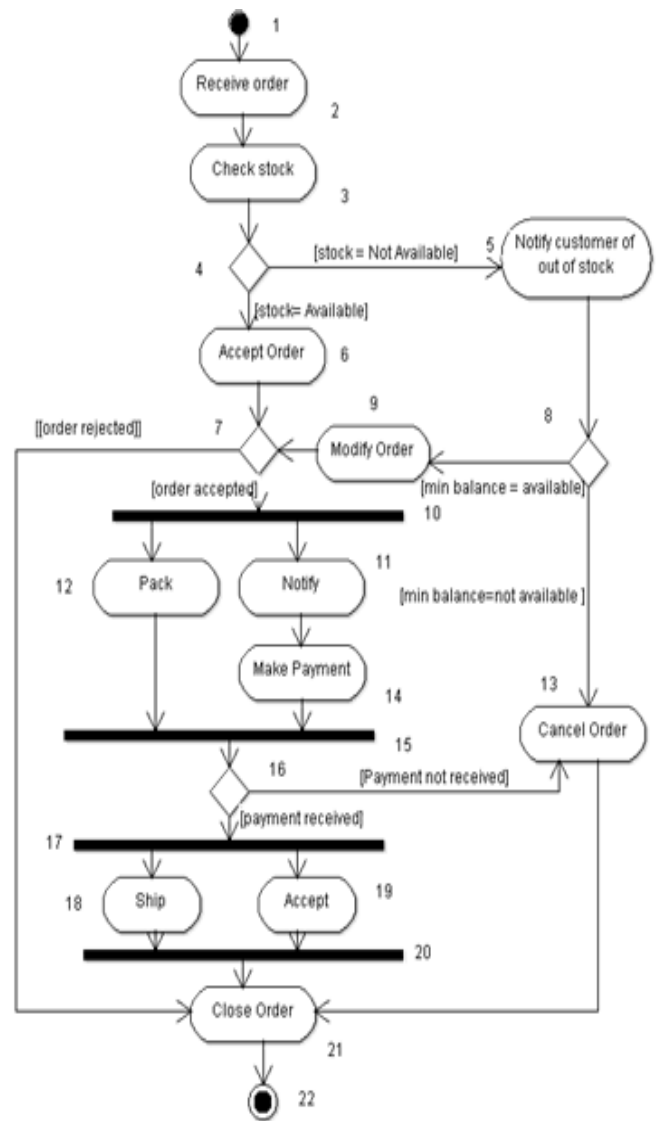 1
Receive order
2
Check stock
3
4
[stock = Not Available]
5
Notify customer of
out of stock
[stock= Available]
Accept Order
6
[[order rejected]]
7
9
Modify Order
8
[min balance = available]
[order accepted]
10
12
Pack
11
Notify
[min balance=not available ]
Make Payment
14
13
Cancel Order
15
16
[Payment not received]
[payment received]
17
18
Ship
Accept
19
20
Close Order
21
22